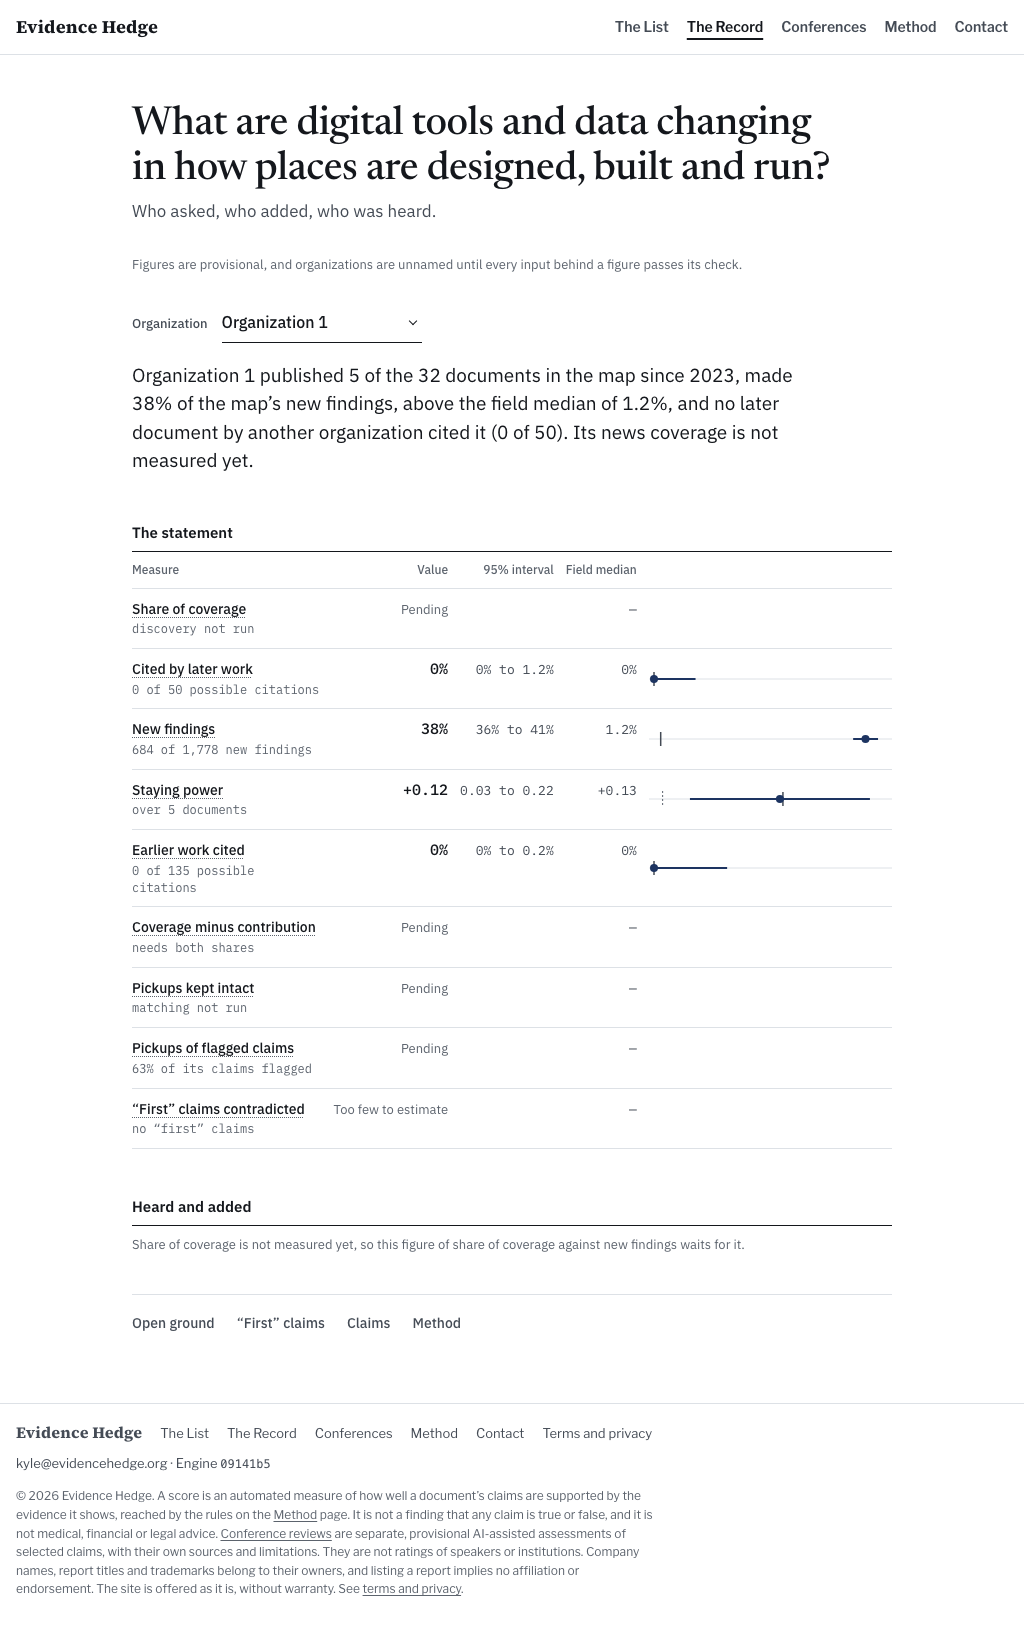 Evidence Hedge
The List The Record Conferences Method Contact
What are digital tools and data changing
in how places are designed, built and run?
Who asked, who added, who was heard.
Figures are provisional, and organizations are unnamed until every input behind a figure passes its check.
Organization Organization 1
Organization 1 published 5 of the 32 documents in the map since 2023, made
38% of the map’s new findings, above the field median of 1.2%, and no later
document by another organization cited it (0 of 50). Its news coverage is not
measured yet.
The statement
Measure Value 95% interval Field median
Share of coverage Pending –
discovery not run
Cited by later work 0% 0% to 1.2% 0%
0 of 50 possible citations
New findings 38% 36% to 41% 1.2%
684 of 1,778 new findings
Staying power +0.12 0.03 to 0.22 +0.13
over 5 documents
Earlier work cited 0% 0% to 0.2% 0%
0 of 135 possible
citations
Coverage minus contribution Pending –
needs both shares
Pickups kept intact Pending –
matching not run
Pickups of flagged claims Pending –
63% of its claims flagged
“First” claims contradicted Too few to estimate –
no “first” claims
Heard and added
Share of coverage is not measured yet, so this figure of share of coverage against new findings waits for it.
Open ground “First” claims Claims Method
Evidence Hedge The List The Record Conferences Method Contact Terms and privacy
kyle@evidencehedge.org · Engine 09141b5
© 2026 Evidence Hedge. A score is an automated measure of how well a document’s claims are supported by the
evidence it shows, reached by the rules on the Method page. It is not a finding that any claim is true or false, and it is
not medical, financial or legal advice. Conference reviews are separate, provisional AI-assisted assessments of
selected claims, with their own sources and limitations. They are not ratings of speakers or institutions. Company
names, report titles and trademarks belong to their owners, and listing a report implies no affiliation or
endorsement. The site is offered as it is, without warranty. See terms and privacy.